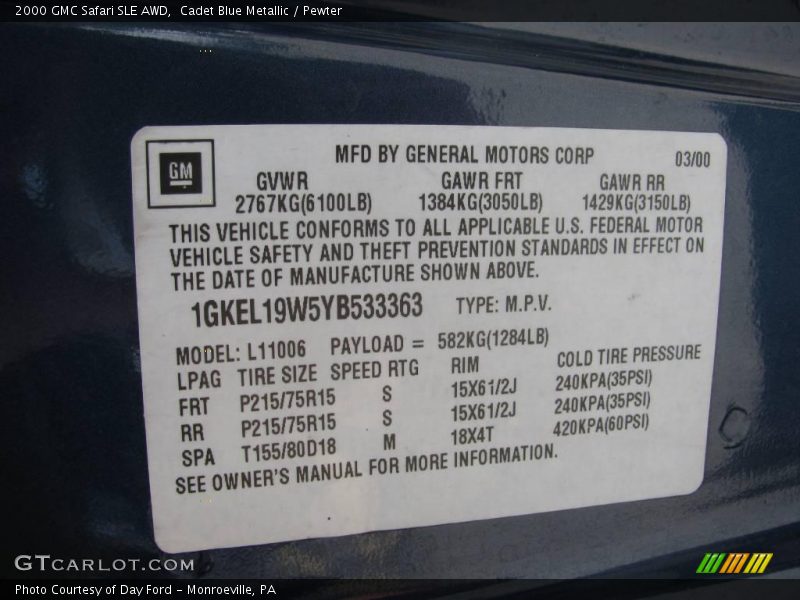 2000 GMC Safari SLE AWD,  Cadet Blue Metallic / Pewter
GM
MFD BY GENERAL MOTORS CORP 03/00
GVWR GAWR FRT GAWR RR
2767KG(6100LB) 1384KG(3050LB) 1429KG(3150LB)
THIS VEHICLE CONFORMS TO ALL APPLICABLE U.S. FEDERAL MOTOR
VEHICLE SAFETY AND THEFT PREVENTION STANDARDS IN EFFECT ON
THE DATE OF MANUFACTURE SHOWN ABOVE.
1GKEL19W5YB533363 TYPE: M.P.V.
MODEL: L11006 PAYLOAD = 582KG(1284LB)
LPAG TIRE SIZE SPEED RTG RIM COLD TIRE PRESSURE
FRT P215/75R15 S 15X61/2J 240KPA(35PSI)
RR P215/75R15 S 15X61/2J 240KPA(35PSI)
SPA T155/80D18 M 18X4T 420KPA(60PSI)
SEE OWNER'S MANUAL FOR MORE INFORMATION.
GTCARLOT.COM
Photo Courtesy of Day Ford – Monroeville, PA